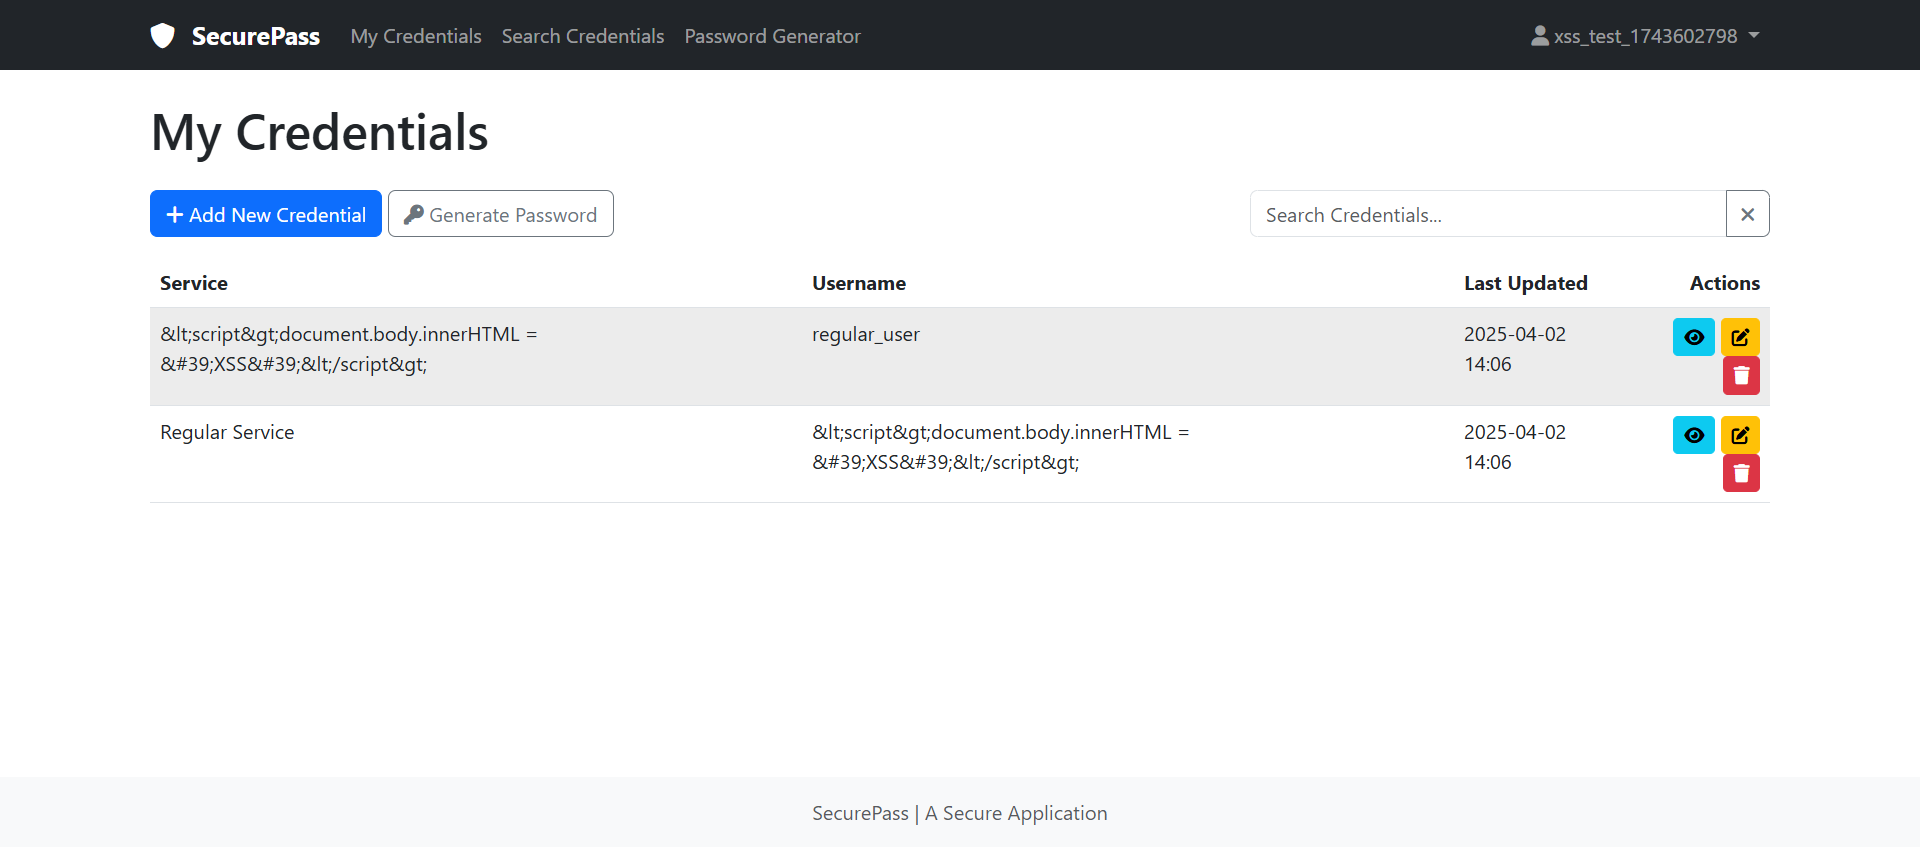 SecurePass My Credentials Search Credentials Password Generator xss_test_1743602798
My Credentials
Add New Credential Generate Password Search Credentials...
Service Username Last Updated Actions
&lt;script&gt;document.body.innerHTML = regular_user 2025-04-02
&#39;XSS&#39;&lt;/script&gt; 14:06
Regular Service &lt;script&gt;document.body.innerHTML = 2025-04-02
&#39;XSS&#39;&lt;/script&gt; 14:06
SecurePass | A Secure Application